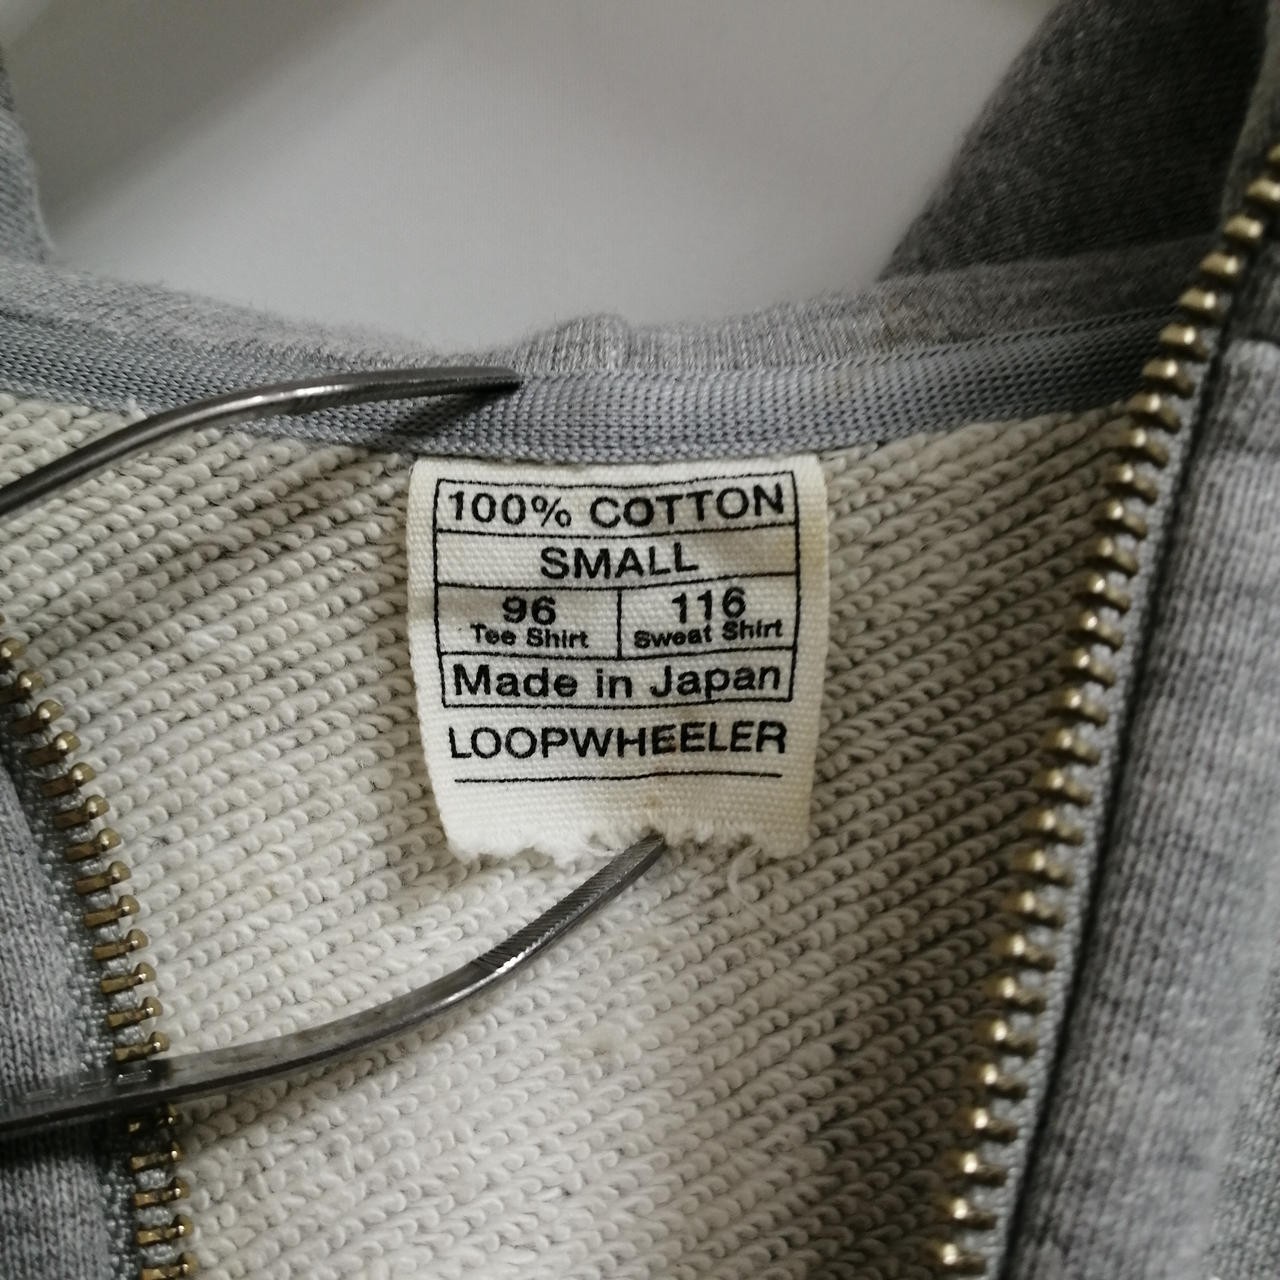 100% COTTON
SMALL
96 116
Tee Shirt Sweat Shirt
Made in Japan
LOOPWHEELER